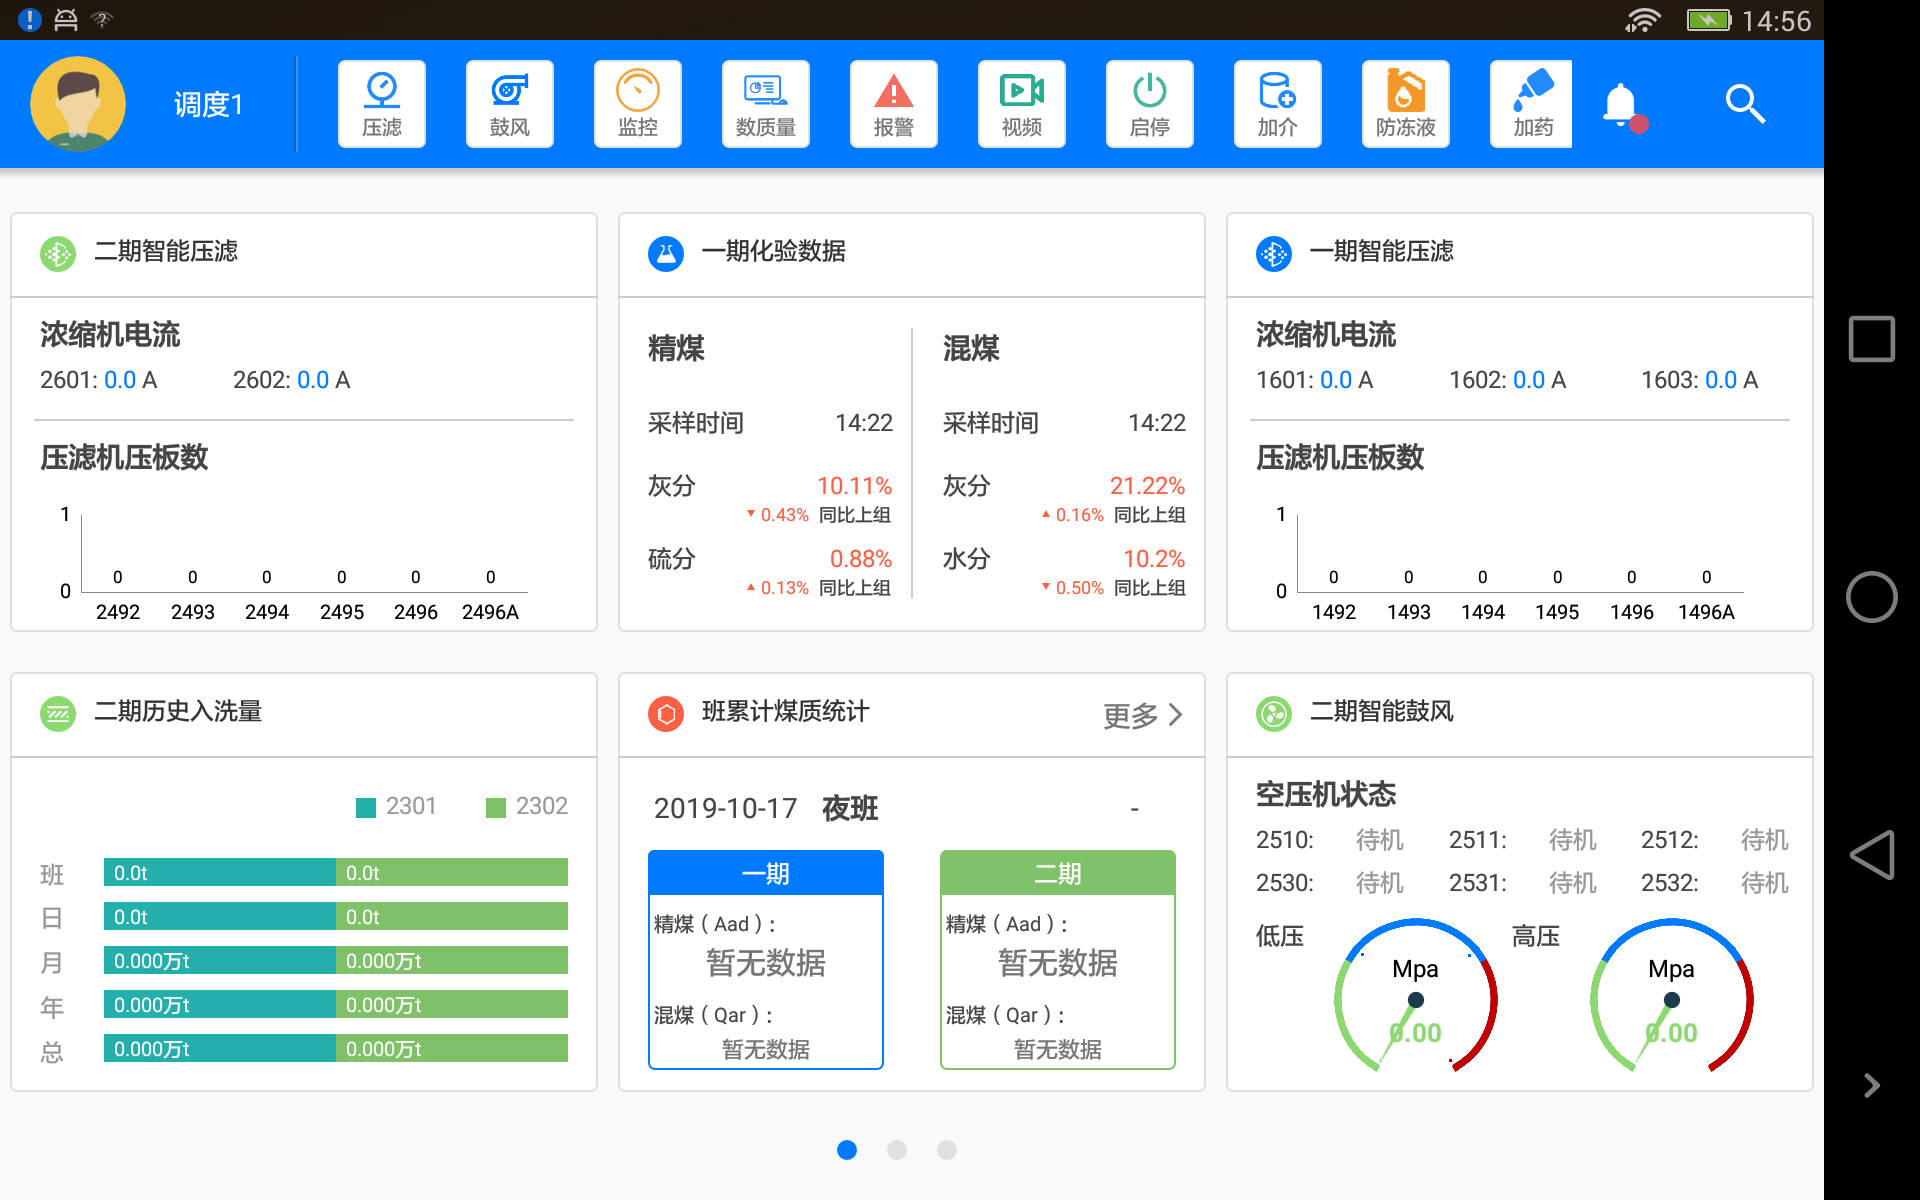 14:56
调度1
压滤
鼓风
监控
数质量
报警
视频
启停
加介
防冻液
加药
二期智能压滤
浓缩机电流
2601: 0.0 A 2602: 0.0 A
压滤机压板数
1
0
0 0 0 0 0 0
2492 2493 2494 2495 2496 2496A
一期化验数据
精煤
采样时间 14:22
灰分 10.11%
0.43% 同比上组
硫分 0.88%
0.13% 同比上组
混煤
采样时间 14:22
灰分 21.22%
0.16% 同比上组
水分 10.2%
0.50% 同比上组
一期智能压滤
浓缩机电流
1601: 0.0 A 1602: 0.0 A 1603: 0.0 A
压滤机压板数
1
0
0 0 0 0 0 0
1492 1493 1494 1495 1496 1496A
二期历史入洗量
2301 2302
班 0.0t 0.0t
日 0.0t 0.0t
月 0.000万t 0.000万t
年 0.000万t 0.000万t
总 0.000万t 0.000万t
班累计煤质统计 更多
2019-10-17 夜班 -
一期
精煤（Aad）:
暂无数据
混煤（Qar）:
暂无数据
二期
精煤（Aad）:
暂无数据
混煤（Qar）:
暂无数据
二期智能鼓风
空压机状态
2510: 待机 2511: 待机 2512: 待机
2530: 待机 2531: 待机 2532: 待机
低压
Mpa
0.00
高压
Mpa
0.00